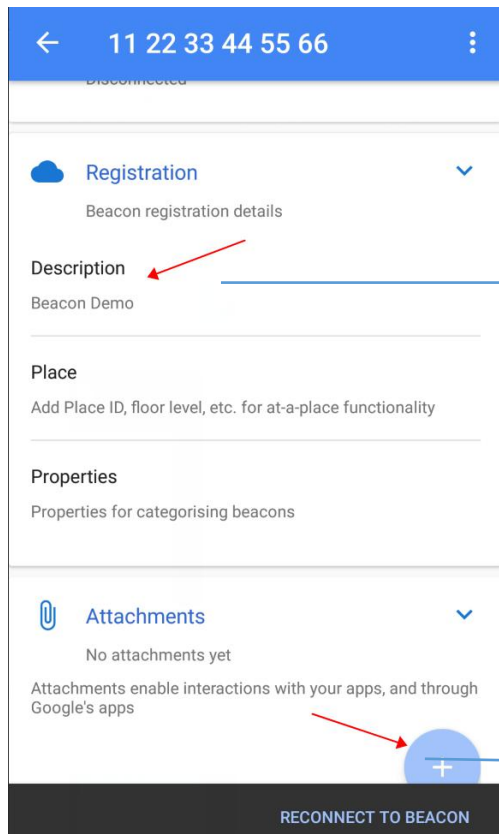 11 22 33 44 55 66
Disconnected
Registration
Beacon registration details
Description
Beacon Demo
Place
Add Place ID, floor level, etc. for at-a-place functionality
Properties
Properties for categorising beacons
Attachments
No attachments yet
Attachments enable interactions with your apps, and through
Google's apps
RECONNECT TO BEACON